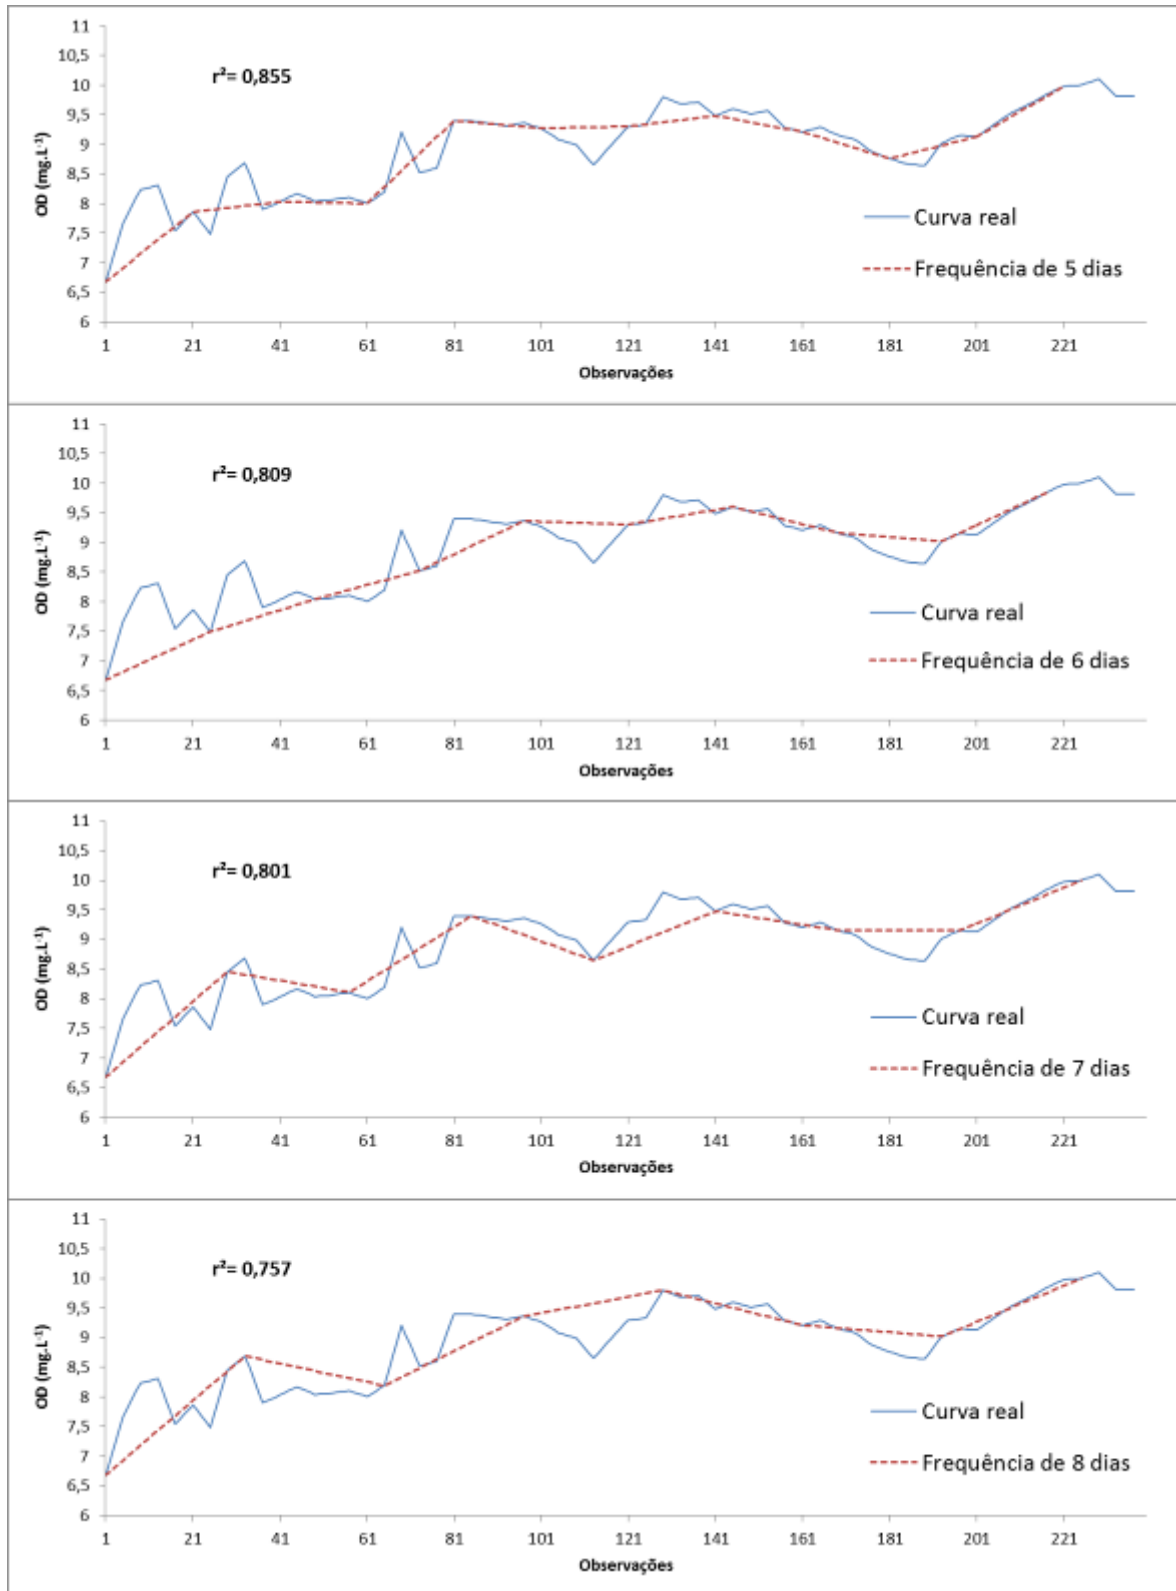 11
10,5
r²= 0,855
10
9,5
9
8,5
8
7,5
7
6,5
6
OD (mg.L-¹)
Curva real
Frequência de 5 dias
1 21 41 61 81 101 121 141 161 181 201 221
Observações
11
10,5
r²= 0,809
10
9,5
9
8,5
8
7,5
7
6,5
6
OD (mg.L-¹)
Curva real
Frequência de 6 dias
1 21 41 61 81 101 121 141 161 181 201 221
Observações
11
10,5
r²= 0,801
10
9,5
9
8,5
8
7,5
7
6,5
6
OD (mg.L-¹)
Curva real
Frequência de 7 dias
1 21 41 61 81 101 121 141 161 181 201 221
Observações
11
10,5
r²= 0,757
10
9,5
9
8,5
8
7,5
7
6,5
6
OD (mg.L-¹)
Curva real
Frequência de 8 dias
1 21 41 61 81 101 121 141 161 181 201 221
Observações